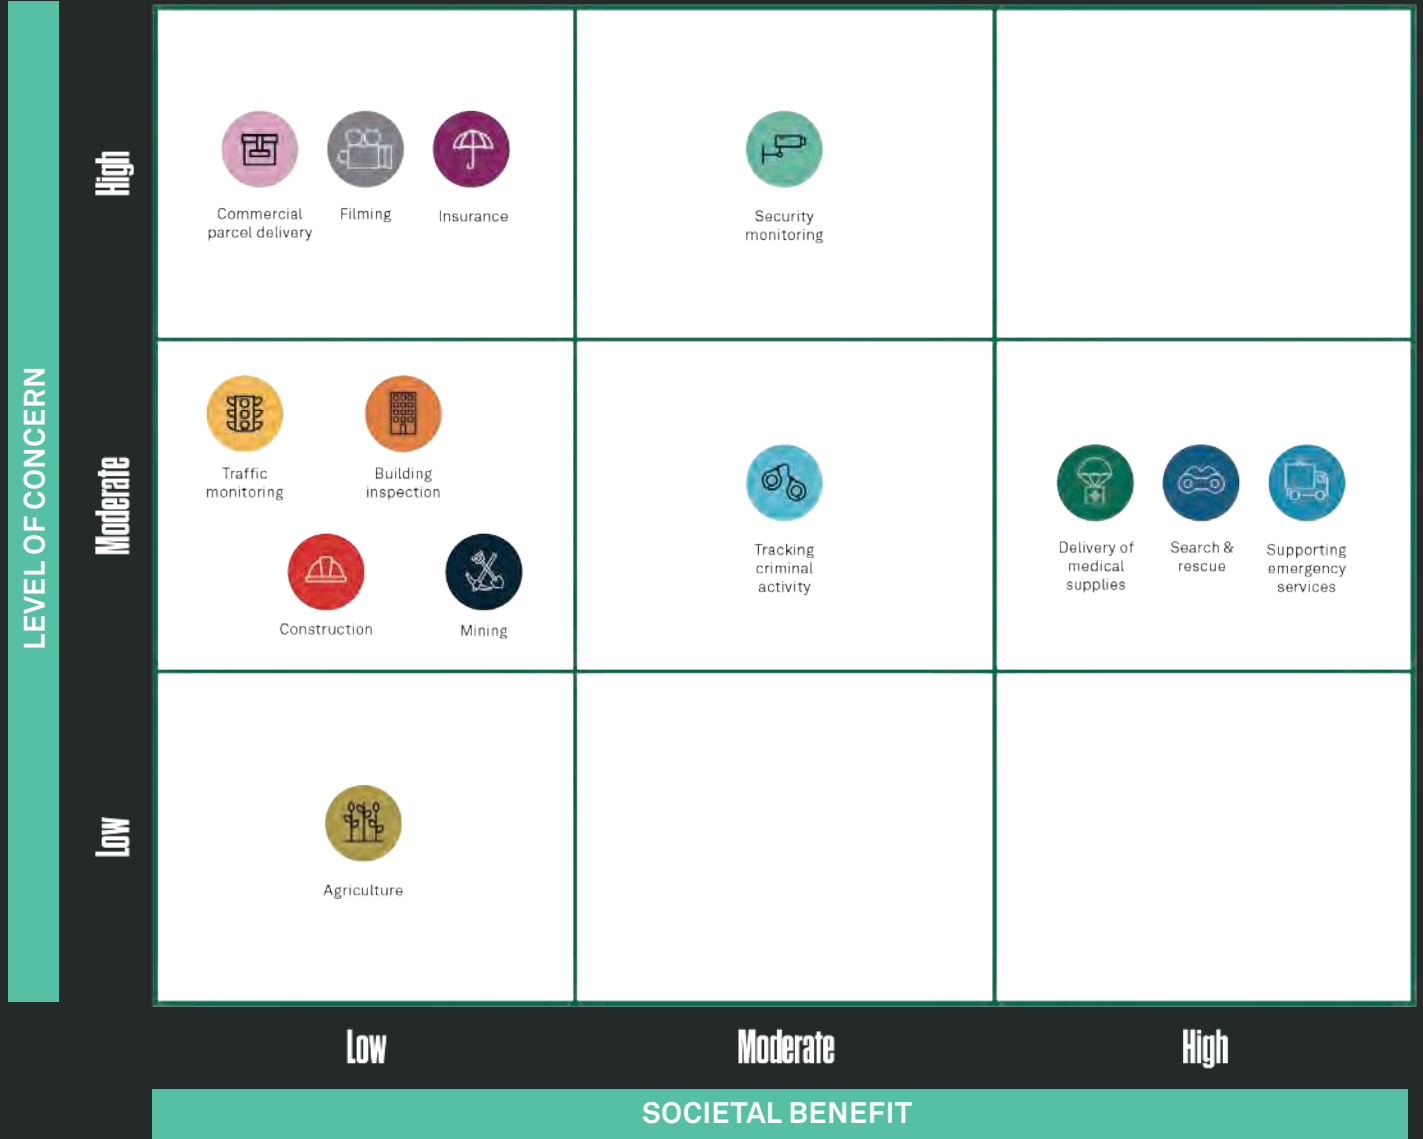 LEVEL OF CONCERN
High
Commercial
parcel delivery
Filming
Insurance
Security
monitoring
Moderate
Traffic
monitoring
Building
inspection
Construction
Mining
Tracking
criminal
activity
Delivery of
medical
supplies
Search &
rescue
Supporting
emergency
services
Low
Agriculture
Low
Moderate
High
SOCIETAL BENEFIT